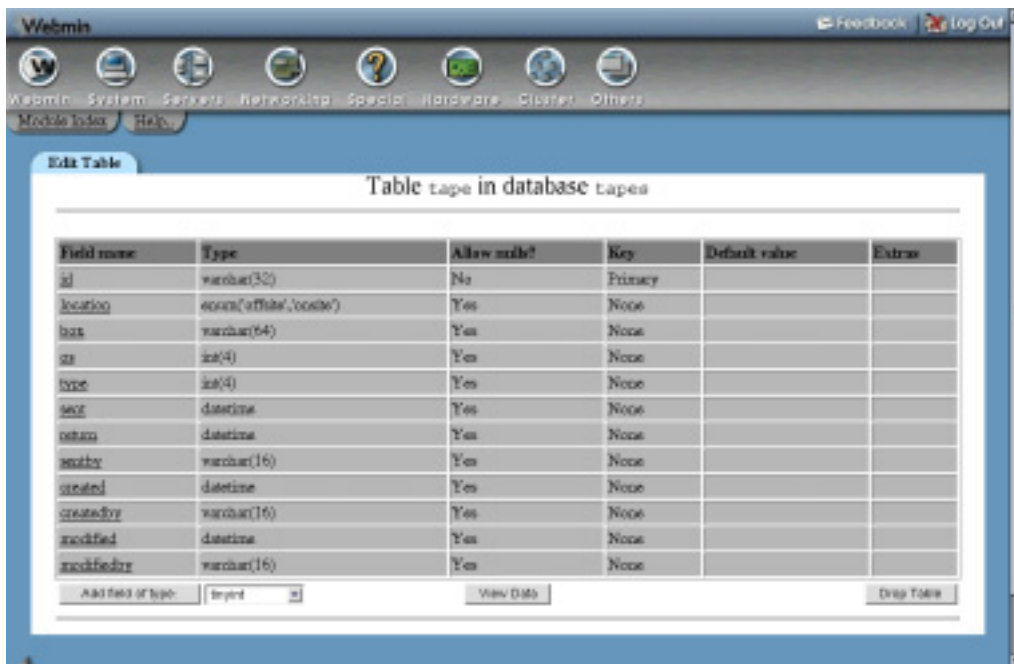 Webmin
Feedback Log Out
Webmin System Servers Networking Special Hardware Cluster Others
Module Index Help..
Edit Table
Table tape in database tapes
Field name Type Allow nulls? Key Default value Extras
id varchar(32) No Primary
location enum('offsite','onsite') Yes None
box varchar(64) Yes None
int(4) Yes None
type int(4) Yes None
sent datetime Yes None
return datetime Yes None
sentby varchar(16) Yes None
created datetime Yes None
createdby varchar(16) Yes None
modified datetime Yes None
modifiedby varchar(16) Yes None
Add field of type: tinyint View Data Drop Table